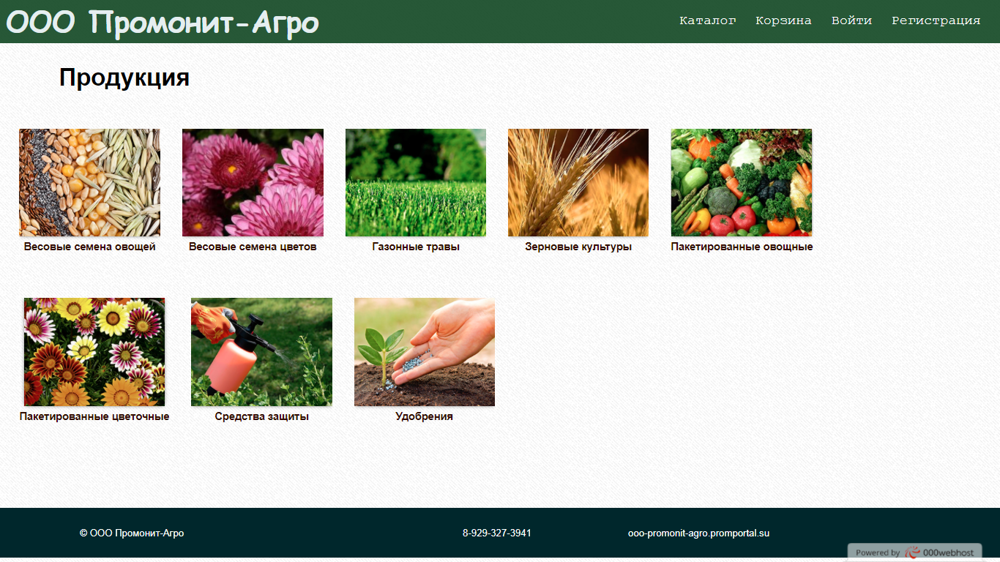 ООО Промонит-Агро
Каталог Корзина Войти Регистрация
Продукция
Весовые семена овощей
Весовые семена цветов
Газонные травы
Зерновые культуры
Пакетированные овощные
Пакетированные цветочные
Средства защиты
Удобрения
© ООО Промонит-Агро
8-929-327-3941
ooo-promonit-agro.promportal.su
Powered by 000webhost